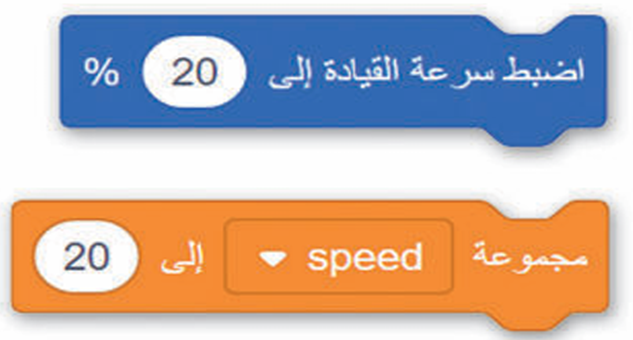 اضبط سرعة القيادة إلى 20 %
مجموعة speed إلى 20